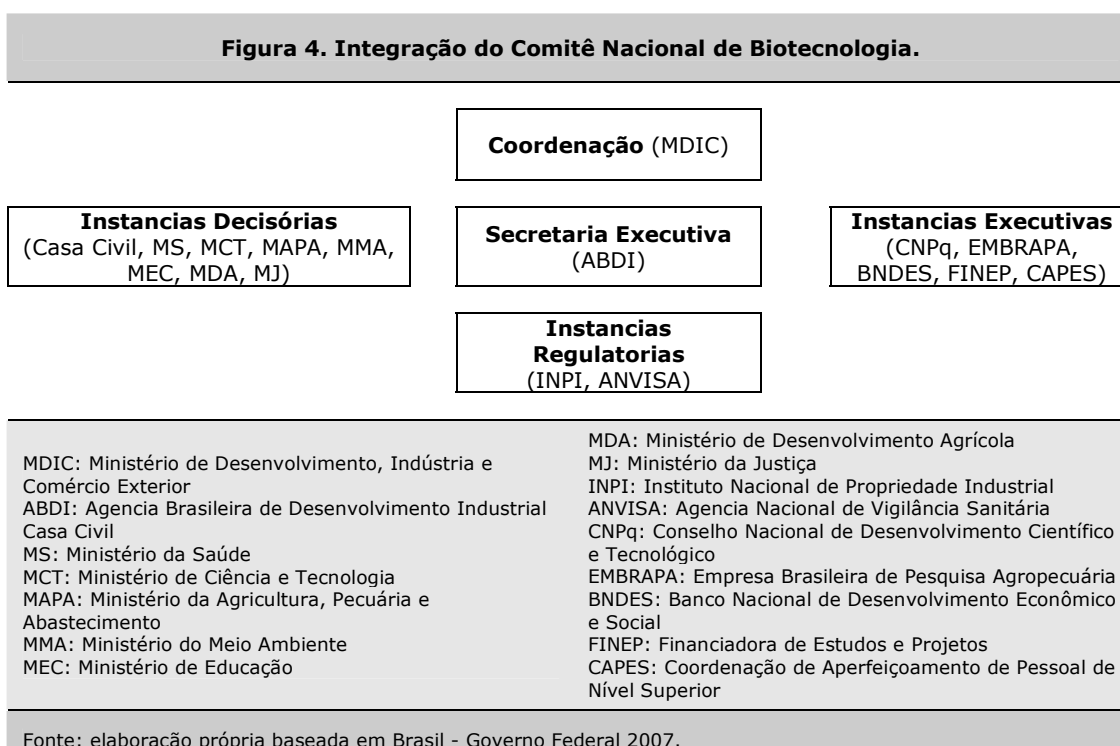 Figura 4. Integração do Comitê Nacional de Biotecnologia.
Coordenação (MDIC)
Instancias Decisórias
(Casa Civil, MS, MCT, MAPA, MMA,
MEC, MDA, MJ)
Secretaria Executiva
(ABDI)
Instancias Executivas
(CNPq, EMBRAPA,
BNDES, FINEP, CAPES)
Instancias
Regulatorias
(INPI, ANVISA)
MDIC: Ministério de Desenvolvimento, Indústria e
Comércio Exterior
ABDI: Agencia Brasileira de Desenvolvimento Industrial
Casa Civil
MS: Ministério da Saúde
MCT: Ministério de Ciência e Tecnologia
MAPA: Ministério da Agricultura, Pecuária e
Abastecimento
MMA: Ministério do Meio Ambiente
MEC: Ministério de Educação
MDA: Ministério de Desenvolvimento Agrícola
MJ: Ministério da Justiça
INPI: Instituto Nacional de Propriedade Industrial
ANVISA: Agencia Nacional de Vigilância Sanitária
CNPq: Conselho Nacional de Desenvolvimento Científico
e Tecnológico
EMBRAPA: Empresa Brasileira de Pesquisa Agropecuária
BNDES: Banco Nacional de Desenvolvimento Econômico
e Social
FINEP: Financiadora de Estudos e Projetos
CAPES: Coordenação de Aperfeiçoamento de Pessoal de
Nível Superior
Fonte: elaboração própria baseada em Brasil - Governo Federal 2007.